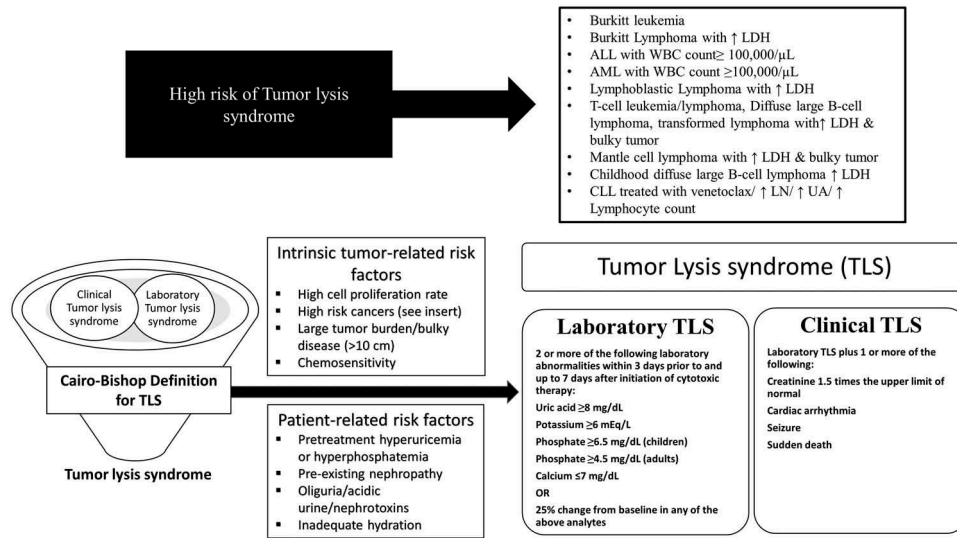 High risk of Tumor lysis
syndrome
• Burkitt leukemia
• Burkitt Lymphoma with ↑ LDH
• ALL with WBC count≥ 100,000/µL
• AML with WBC count ≥100,000/µL
• Lymphoblastic Lymphoma with ↑ LDH
• T-cell leukemia/lymphoma, Diffuse large B-cell
lymphoma, transformed lymphoma with↑ LDH &
bulky tumor
• Mantle cell lymphoma with ↑ LDH & bulky tumor
• Childhood diffuse large B-cell lymphoma ↑ LDH
• CLL treated with venetoclax/ ↑ LN/ ↑ UA/ ↑
Lymphocyte count
Clinical
Tumor lysis
syndrome
Laboratory
Tumor lysis
syndrome
Cairo-Bishop Definition
for TLS
Tumor lysis syndrome
Intrinsic tumor-related risk
factors
▪ High cell proliferation rate
▪ High risk cancers (see insert)
▪ Large tumor burden/bulky
disease (>10 cm)
▪ Chemosensitivity
Patient-related risk factors
▪ Pretreatment hyperuricemia
or hyperphosphatemia
▪ Pre-existing nephropathy
▪ Oliguria/acidic
urine/nephrotoxins
▪ Inadequate hydration
Tumor Lysis syndrome (TLS)
Laboratory TLS
2 or more of the following laboratory
abnormalities within 3 days prior to and
up to 7 days after initiation of cytotoxic
therapy:
Uric acid ≥8 mg/dL
Potassium ≥6 mEq/L
Phosphate ≥6.5 mg/dL (children)
Phosphate ≥4.5 mg/dL (adults)
Calcium ≤7 mg/dL
OR
25% change from baseline in any of the
above analytes
Clinical TLS
Laboratory TLS plus 1 or more of the
following:
Creatinine 1.5 times the upper limit of
normal
Cardiac arrhythmia
Seizure
Sudden death